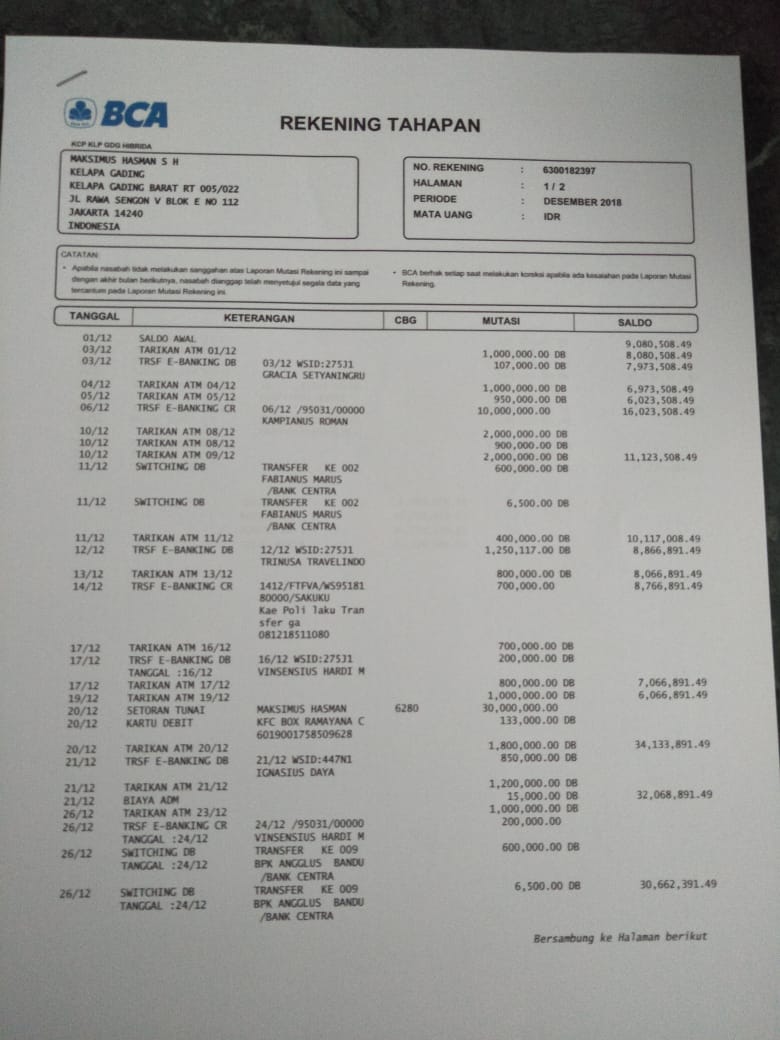 BCA
REKENING TAHAPAN
KCP KLP GDG HIBRIDA
MAKSIMUS HASMAN S H
KELAPA GADING
KELAPA GADING BARAT RT 005/022
JL RAWA SENGON V BLOK E NO 112
JAKARTA 14240
INDONESIA
NO. REKENING : 6300182397
HALAMAN : 1 / 2
PERIODE : DESEMBER 2018
MATA UANG : IDR
CATATAN:
• Apabila nasabah tidak melakukan sanggahan atas Laporan Mutasi Rekening ini sampai
dengan akhir bulan berikutnya, nasabah dianggap telah menyetujui segala data yang
tercantum pada Laporan Mutasi Rekening ini.
• BCA berhak setiap saat melakukan koreksi apabila ada kesalahan pada Laporan Mutasi
Rekening.
TANGGAL KETERANGAN CBG MUTASI SALDO
01/12 SALDO AWAL 9,080,508.49
03/12 TARIKAN ATM 01/12 1,000,000.00 DB 8,080,508.49
03/12 TRSF E-BANKING DB 03/12 WSID:275J1 107,000.00 DB 7,973,508.49
GRACIA SETYANINGRU
04/12 TARIKAN ATM 04/12 1,000,000.00 DB 6,973,508.49
05/12 TARIKAN ATM 05/12 950,000.00 DB 6,023,508.49
06/12 TRSF E-BANKING CR 06/12 /95031/00000 10,000,000.00 16,023,508.49
KAMPIANUS ROMAN
10/12 TARIKAN ATM 08/12 2,000,000.00 DB
10/12 TARIKAN ATM 08/12 900,000.00 DB
10/12 TARIKAN ATM 09/12 2,000,000.00 DB 11,123,508.49
11/12 SWITCHING DB TRANSFER KE 002 600,000.00 DB
FABIANUS MARUS
/BANK CENTRA
11/12 SWITCHING DB TRANSFER KE 002 6,500.00 DB
FABIANUS MARUS
/BANK CENTRA
11/12 TARIKAN ATM 11/12 400,000.00 DB 10,117,008.49
12/12 TRSF E-BANKING DB 12/12 WSID:275J1 1,250,117.00 DB 8,866,891.49
TRINUSA TRAVELINDO
13/12 TARIKAN ATM 13/12 800,000.00 DB 8,066,891.49
14/12 TRSF E-BANKING CR 1412/FTFVA/WS95181 700,000.00 8,766,891.49
80000/SAKUKU
Kae Poli laku Tran
sfer ga
081218511080
17/12 TARIKAN ATM 16/12 700,000.00 DB
17/12 TRSF E-BANKING DB 16/12 WSID:275J1 200,000.00 DB
TANGGAL :16/12 VINSENSIUS HARDI M
17/12 TARIKAN ATM 17/12 800,000.00 DB 7,066,891.49
19/12 TARIKAN ATM 19/12 1,000,000.00 DB 6,066,891.49
20/12 SETORAN TUNAI MAKSIMUS HASMAN 6280 30,000,000.00
20/12 KARTU DEBIT KFC BOX RAMAYANA C 133,000.00 DB
6019001758509628
20/12 TARIKAN ATM 20/12 1,800,000.00 DB 34,133,891.49
21/12 TRSF E-BANKING DB 21/12 WSID:447N1 850,000.00 DB
IGNASIUS DAYA
21/12 TARIKAN ATM 21/12 1,200,000.00 DB
21/12 BIAYA ADM 15,000.00 DB 32,068,891.49
26/12 TARIKAN ATM 23/12 1,000,000.00 DB
26/12 TRSF E-BANKING CR 24/12 /95031/00000 200,000.00
TANGGAL :24/12 VINSENSIUS HARDI M
26/12 SWITCHING DB TRANSFER KE 009 600,000.00 DB
TANGGAL :24/12 BPK ANGGLUS BANDU
/BANK CENTRA
26/12 SWITCHING DB TRANSFER KE 009 6,500.00 DB 30,662,391.49
TANGGAL :24/12 BPK ANGGLUS BANDU
/BANK CENTRA
Bersambung ke Halaman berikut